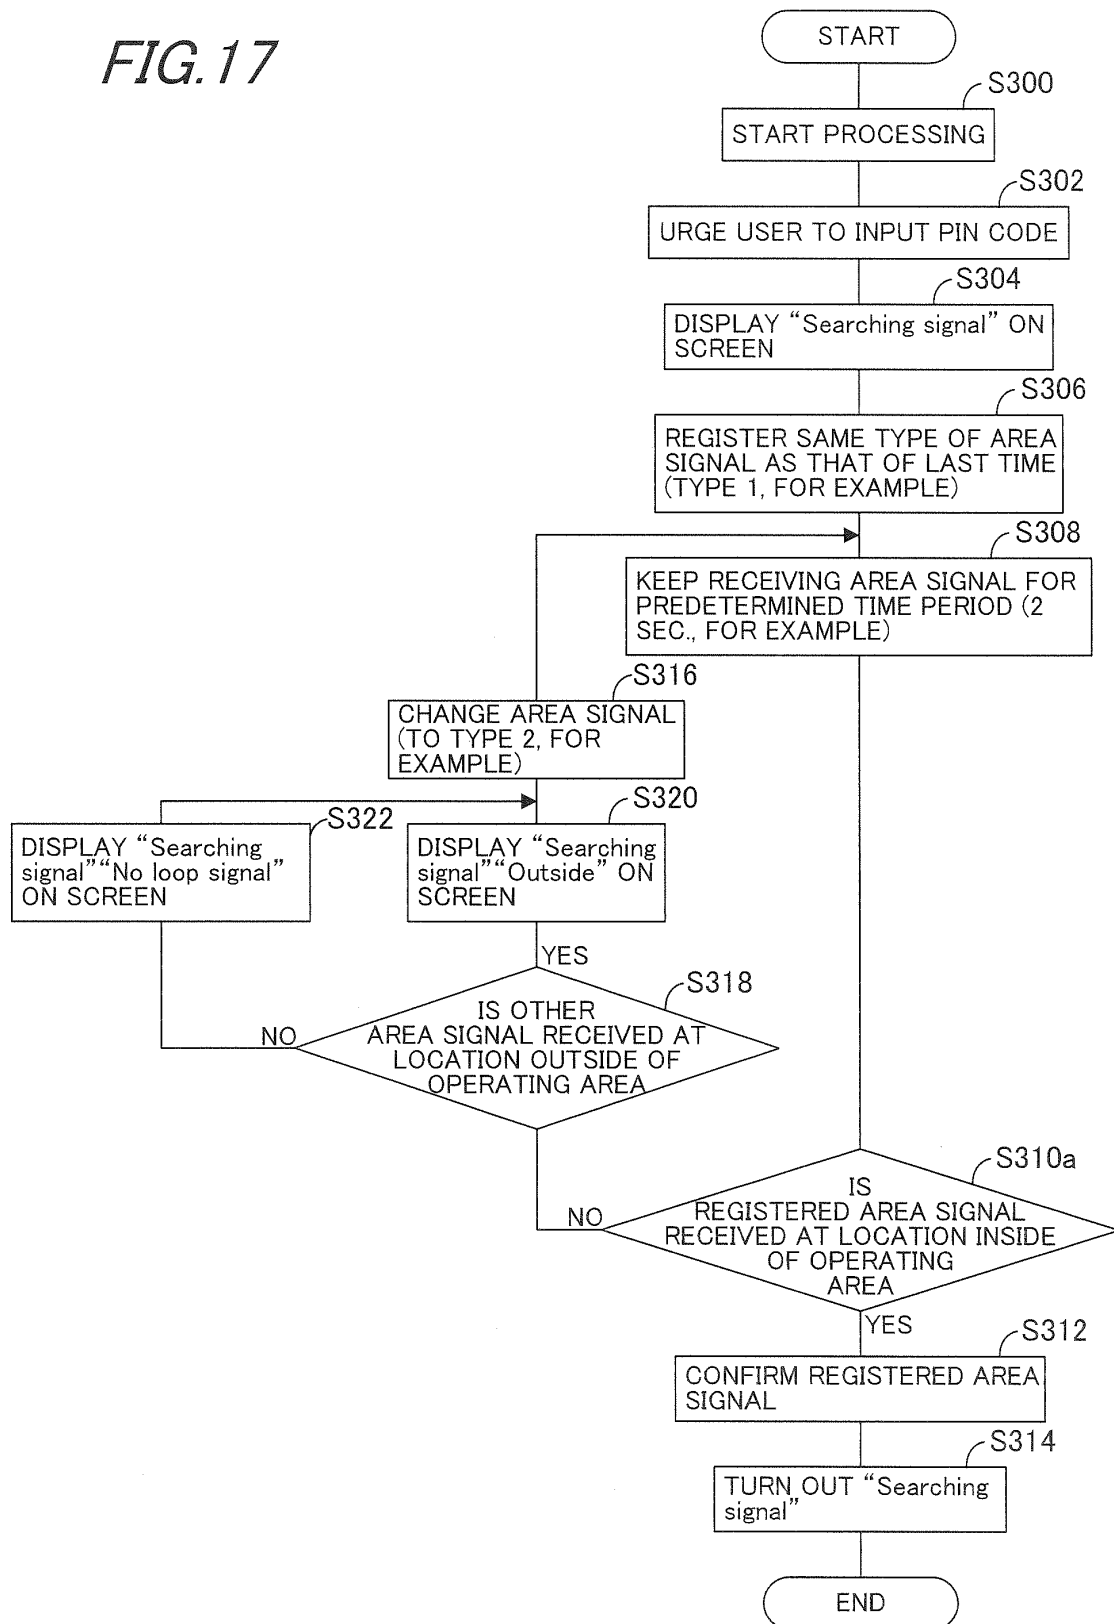 FIG.17
START
S300
START PROCESSING
S302
URGE USER TO INPUT PIN CODE
S304
DISPLAY “Searching signal” ON
SCREEN
S306
REGISTER SAME TYPE OF AREA
SIGNAL AS THAT OF LAST TIME
(TYPE 1, FOR EXAMPLE)
S308
KEEP RECEIVING AREA SIGNAL FOR
PREDETERMINED TIME PERIOD (2
SEC., FOR EXAMPLE)
S316
CHANGE AREA SIGNAL
(TO TYPE 2, FOR
EXAMPLE)
S322
DISPLAY “Searching
signal”“No loop signal”
ON SCREEN
S320
DISPLAY “Searching
signal”“Outside” ON
SCREEN
YES
S318
IS OTHER
AREA SIGNAL RECEIVED AT
LOCATION OUTSIDE OF
OPERATING AREA
NO
S310a
IS
REGISTERED AREA SIGNAL
RECEIVED AT LOCATION INSIDE
OF OPERATING
AREA
NO
YES
S312
CONFIRM REGISTERED AREA
SIGNAL
S314
TURN OUT “Searching
signal”
END